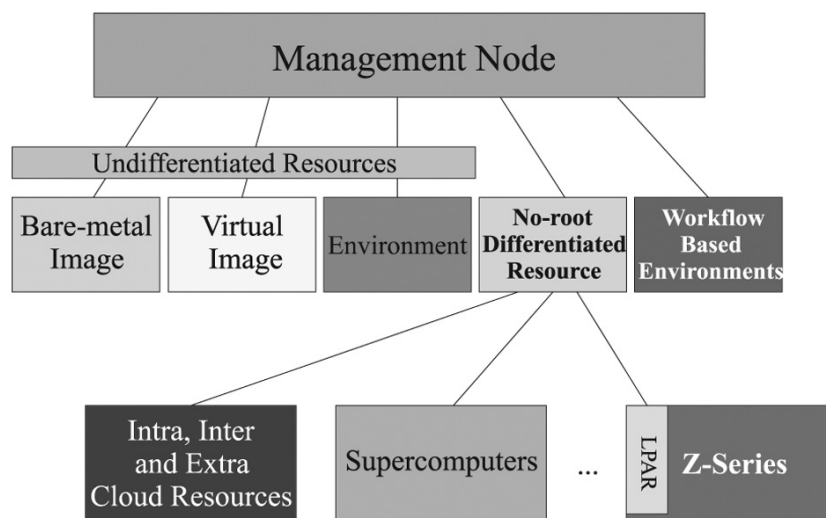 Management Node
Undifferentiated Resources
Bare-metal
Image
Virtual
Image
Environment
No-root
Differentiated
Resource
Workflow
Based
Environments
Intra, Inter
and Extra
Cloud Resources
Supercomputers
...
LPAR
Z-Series